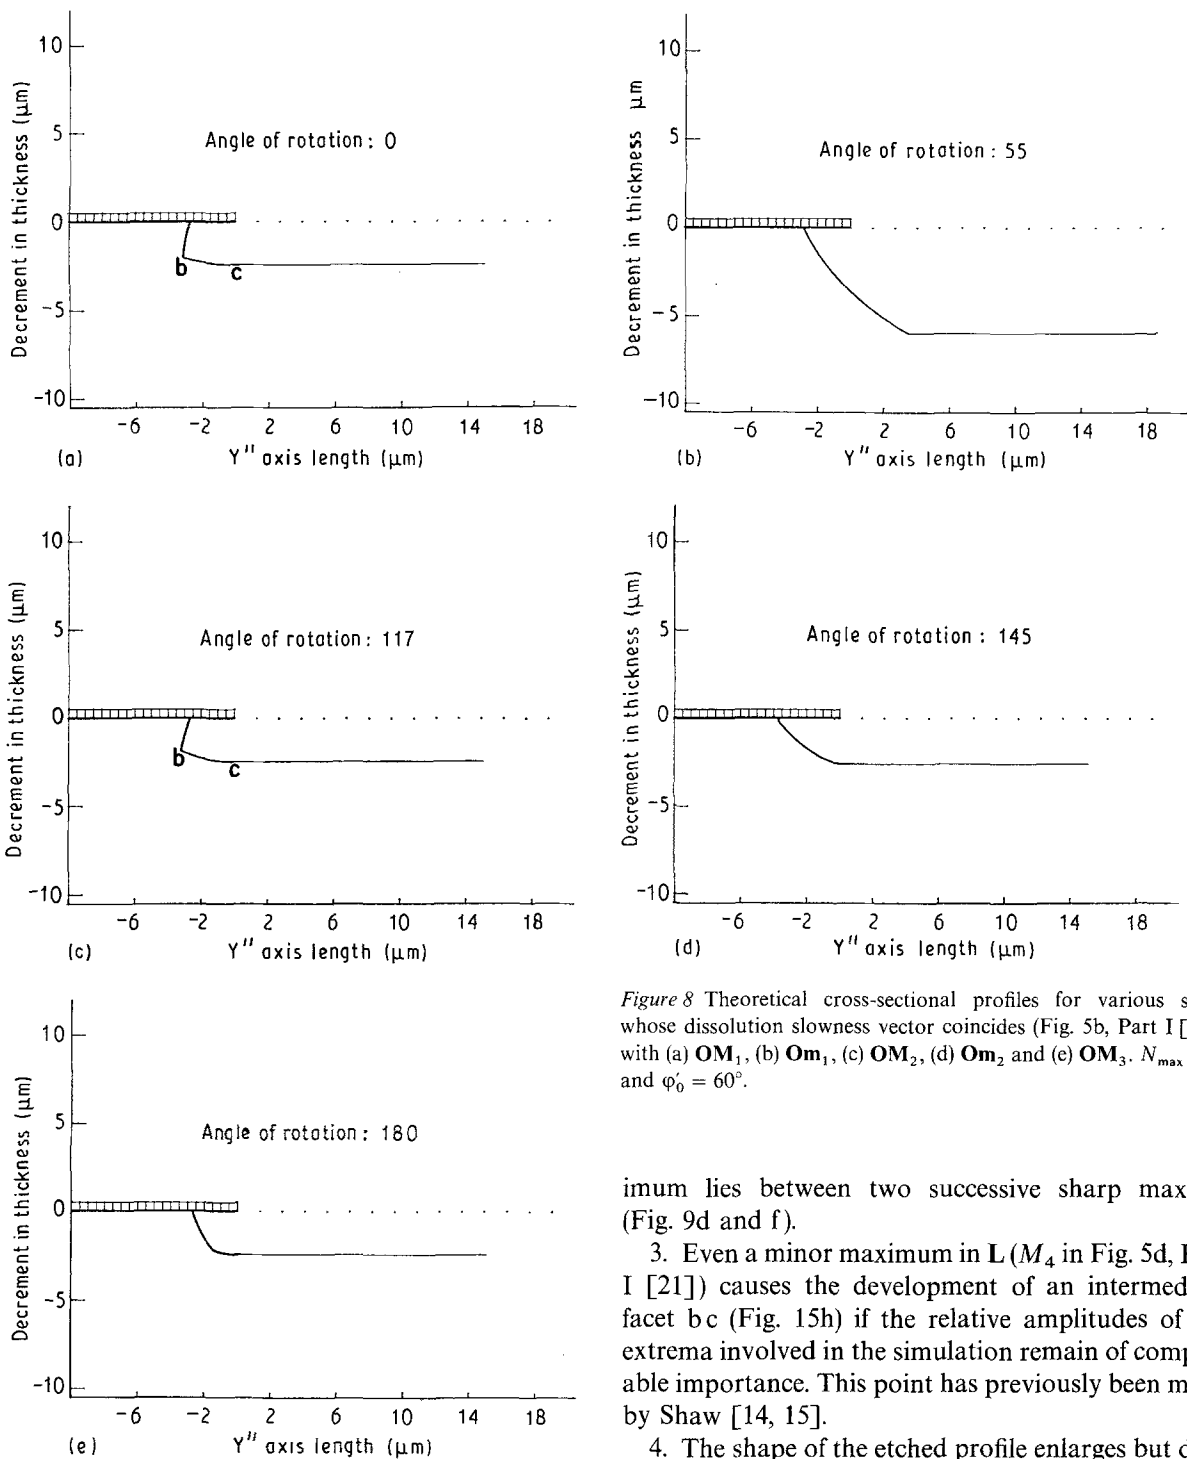 10
5
0
-5
-10
Decrement in thickness (μm)
Angle of rotation: 0
b
c
-6 -2 2 6 10 14 18
(a) Y'' axis length (μm)
10
5
0
-5
-10
Decrement in thickness μm
Angle of rotation: 55
-6 -2 2 6 10 14 18
(b) Y'' axis length (μm)
10
5
0
-5
-10
Decrement in thickness (μm)
Angle of rotation: 117
b
c
-6 -2 2 6 10 14 18
(c) Y'' axis length (μm)
10
5
0
-5
-10
Decrement in thickness (μm)
Angle of rotation: 145
-6 -2 2 6 10 14 18
(d) Y'' axis length (μm)
10
5
0
-5
-10
Decrement in thickness (μm)
Angle of rotation: 180
-6 -2 2 6 10 14 18
(e) Y'' axis length (μm)
Figure 8 Theoretical cross-sectional profiles for various s
whose dissolution slowness vector coincides (Fig. 5b, Part I [
with (a) OM₁, (b) Om₁, (c) OM₂, (d) Om₂ and (e) OM₃. N_max
and φ′₀ = 60°.
imum lies between two successive sharp max
(Fig. 9d and f).
3. Even a minor maximum in L (M₄ in Fig. 5d,
I [21]) causes the development of an intermed
facet b c (Fig. 15h) if the relative amplitudes of
extrema involved in the simulation remain of comp
able importance. This point has previously been m
by Shaw [14, 15].
4. The shape of the etched profile enlarges but d